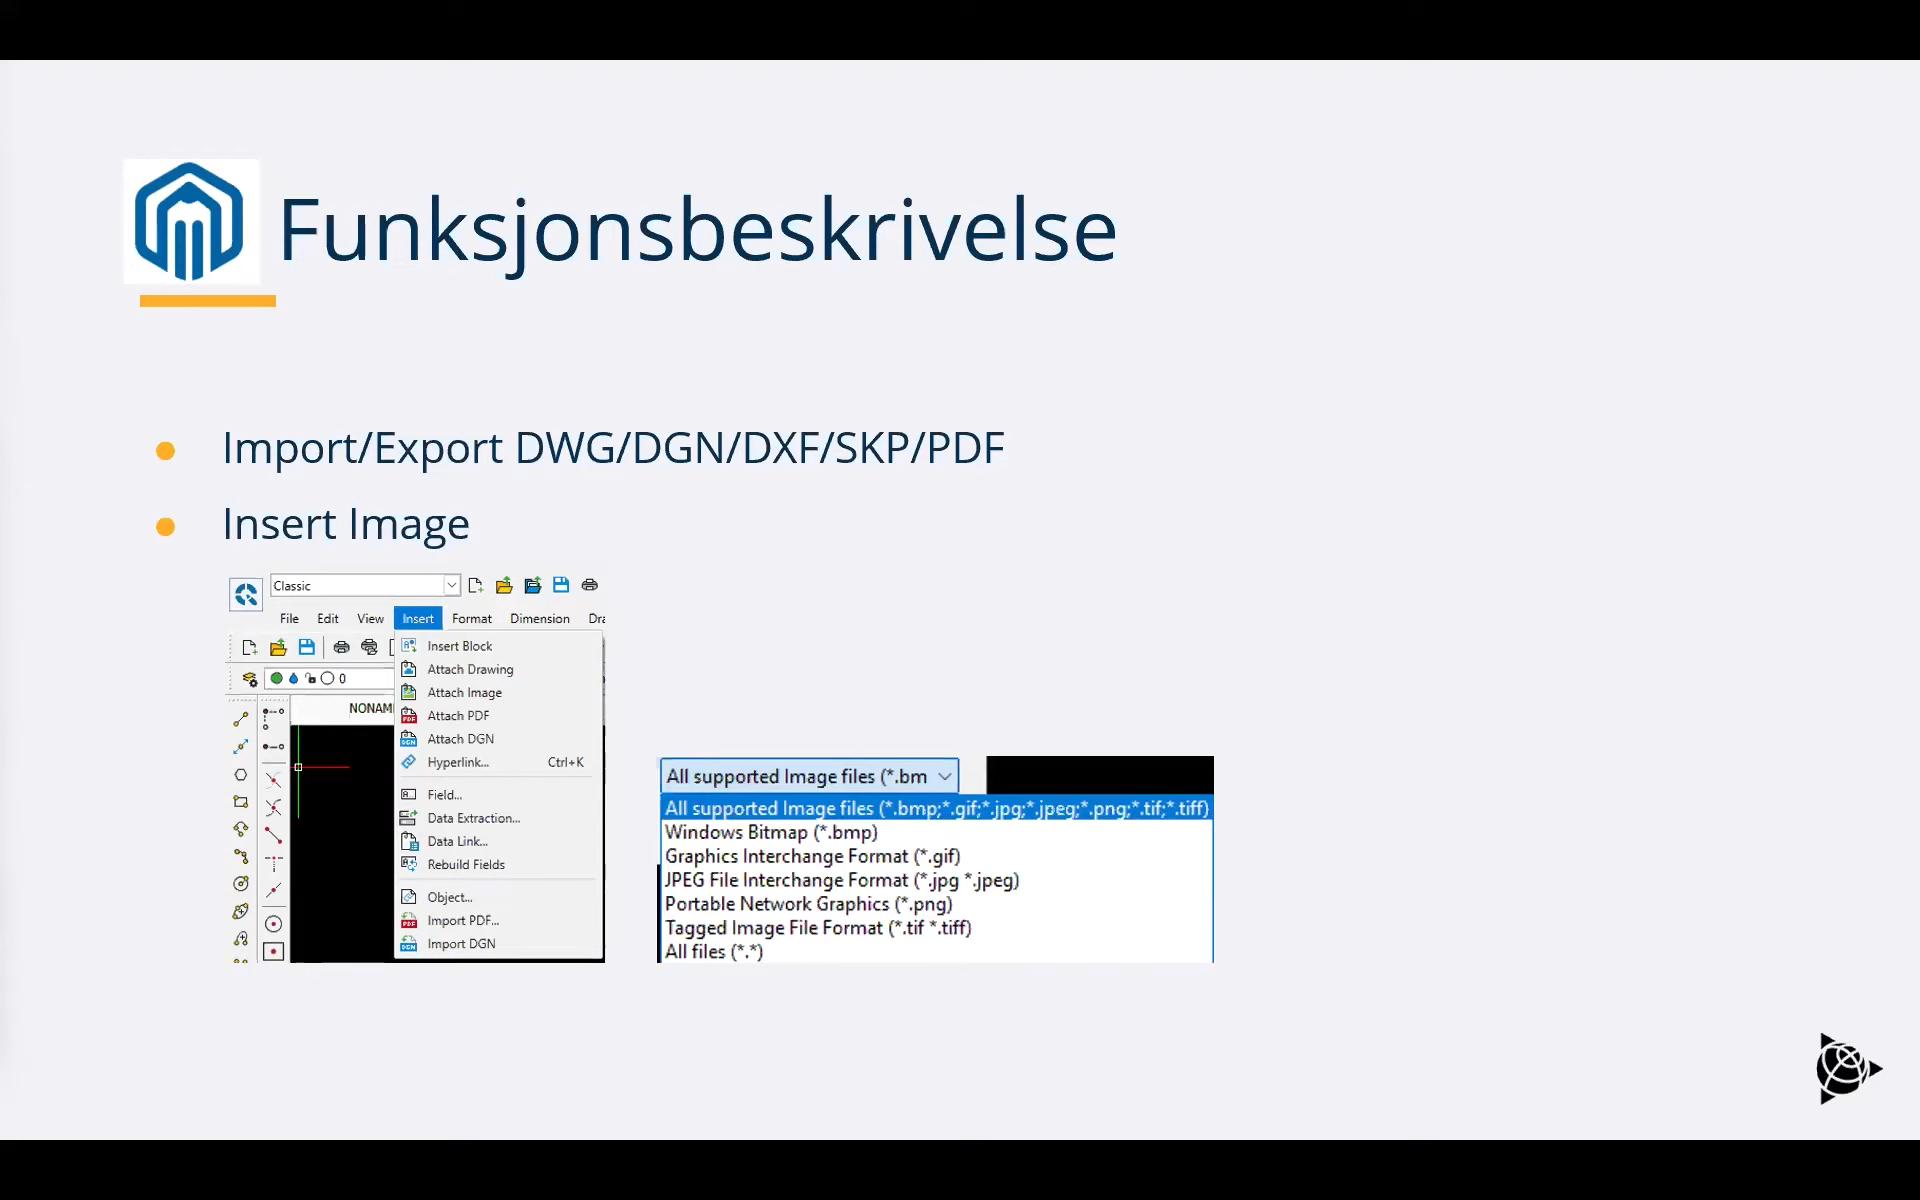 Funksjonsbeskrivelse
Import/Export DWG/DGN/DXF/SKP/PDF
Insert Image
Classic
File Edit View Insert Format Dimension Dra
0
NONAM
Insert Block
Attach Drawing
Attach Image
Attach PDF
Attach DGN
Hyperlink... Ctrl+K
Field...
Data Extraction...
Data Link...
Rebuild Fields
Object...
Import PDF...
Import DGN
All supported Image files (*.bm
All supported Image files (*.bmp;*.gif;*.jpg;*.jpeg;*.png;*.tif;*.tiff)
Windows Bitmap (*.bmp)
Graphics Interchange Format (*.gif)
JPEG File Interchange Format (*.jpg *.jpeg)
Portable Network Graphics (*.png)
Tagged Image File Format (*.tif *.tiff)
All files (*.*)